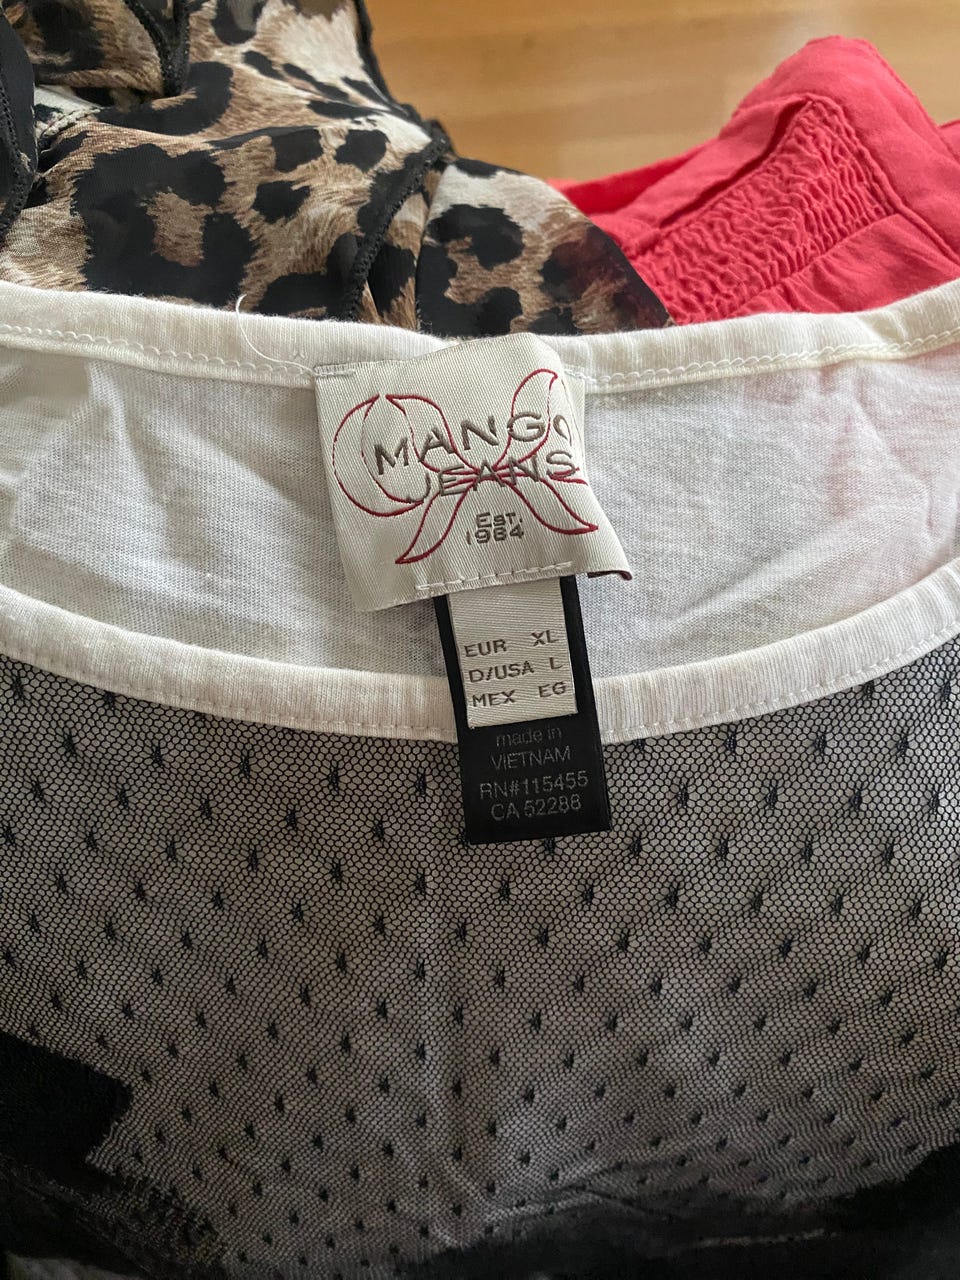 MANGO
JEANS
EST.
1984
EUR XL
D/USA L
MEX EG
made in
VIETNAM
RN#115455
CA 52288